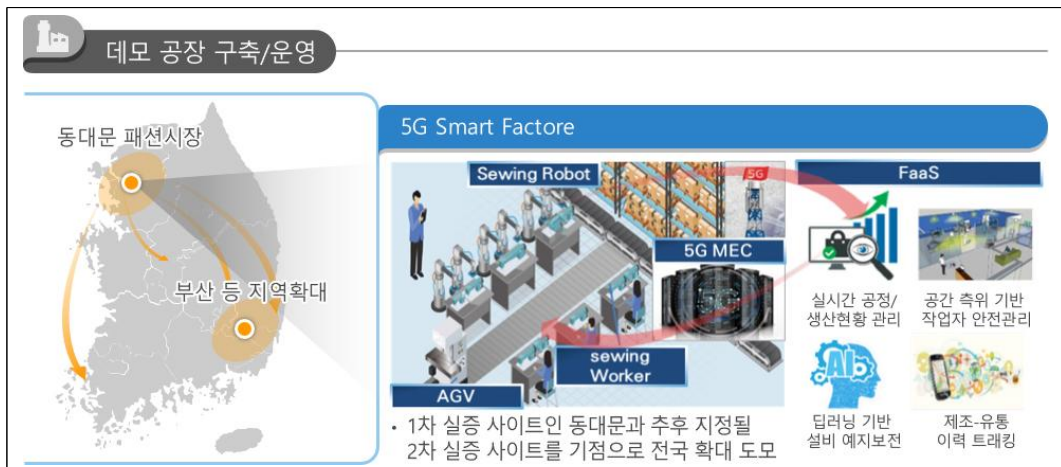 데모 공장 구축/운영
동대문 패션시장
부산 등 지역확대
5G Smart Factore
Sewing Robot
5G
5G MEC
sewing
Worker
AGV
• 1차 실증 사이트인 동대문과 추후 지정될
2차 실증 사이트를 기점으로 전국 확대 도모
FaaS
실시간 공정/
생산현황 관리
공간 측위 기반
작업자 안전관리
AI
딥러닝 기반
설비 예지보전
제조-유통
이력 트래킹